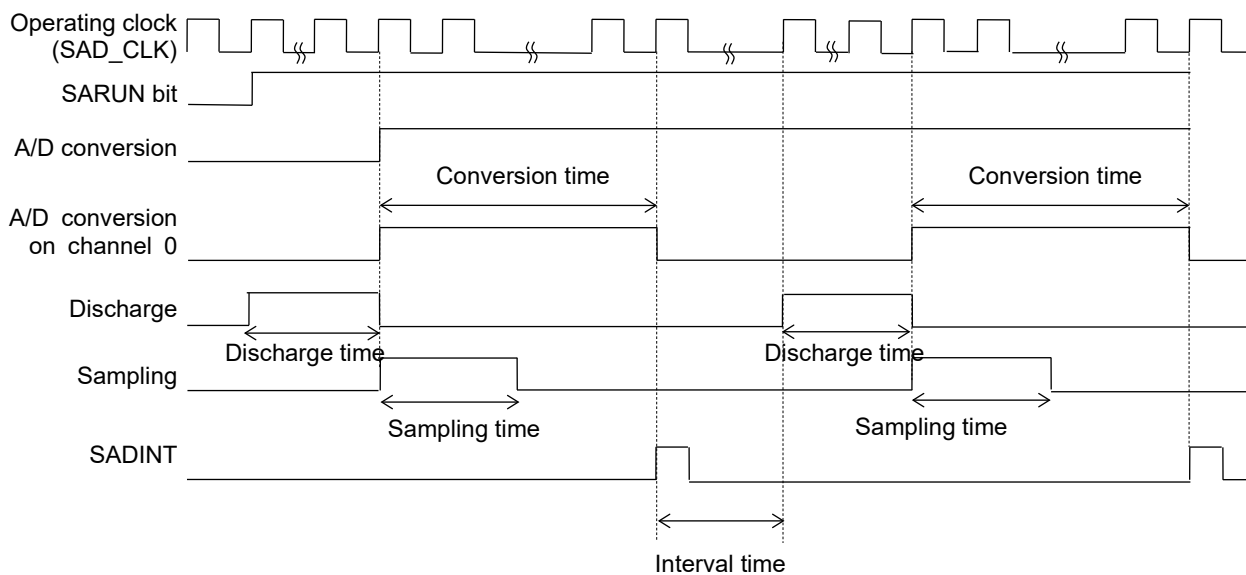 Operating clock
(SAD_CLK)
SARUN bit
A/D conversion
Conversion time
Conversion time
A/D conversion
on channel 0
Discharge
Discharge time
Discharge time
Sampling
Sampling time
Sampling time
SADINT
Interval time